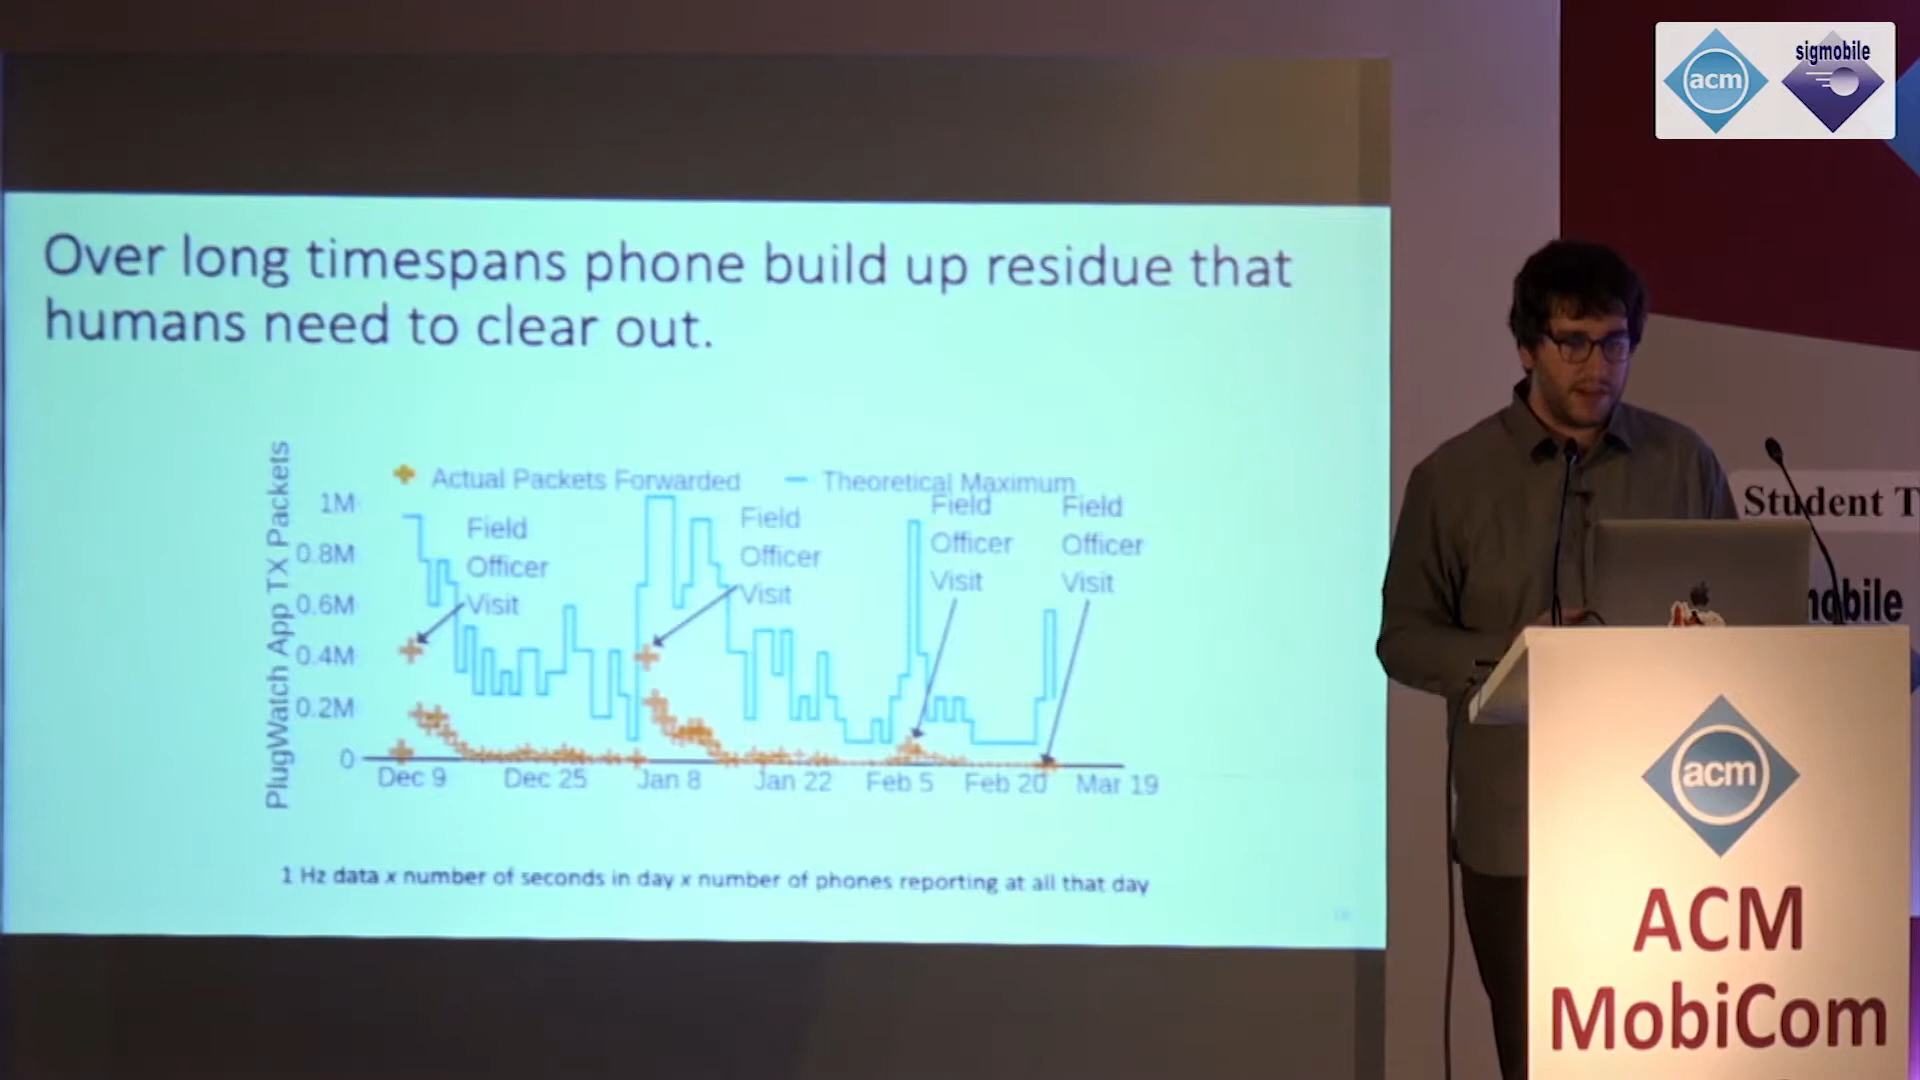 acm
sigmobile
Over long timespans phone build up residue that
humans need to clear out.
PlugWatch App TX Packets
Actual Packets Forwarded
Theoretical Maximum
1M
0.8M
0.6M
0.4M
0.2M
0
Field
Officer
Visit
Field
Officer
Visit
Field
Officer
Visit
Field
Officer
Visit
Dec 9
Dec 25
Jan 8
Jan 22
Feb 5
Feb 20
Mar 19
1 Hz data x number of seconds in day x number of phones reporting at all that day
Student T
mobile
acm
ACM
MobiCom